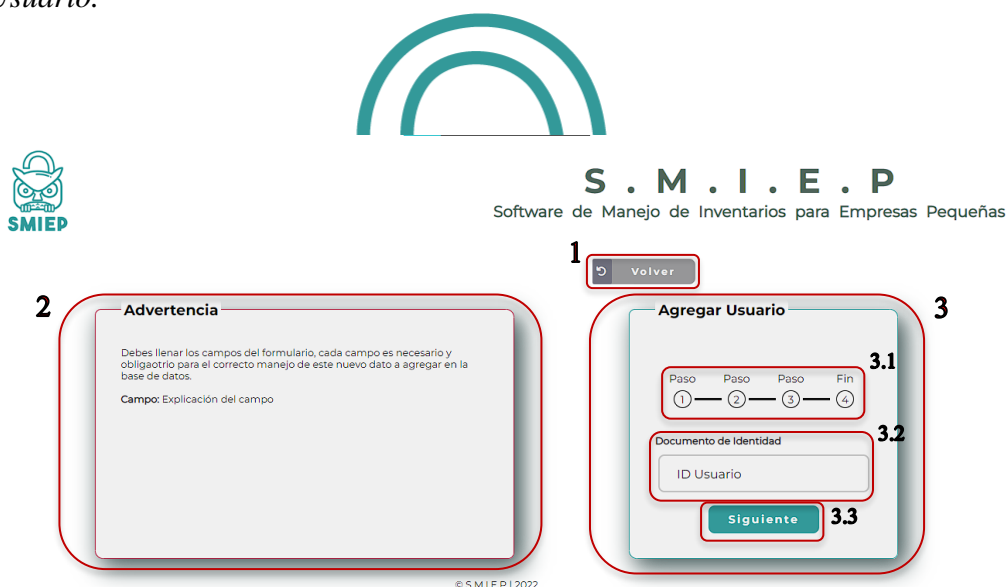 Usuario.
SMIEP
S . M . I . E . P
Software de Manejo de Inventarios para Empresas Pequeñas
1
Volver
2
Advertencia
Debes llenar los campos del formulario, cada campo es necesario y
obligaotrio para el correcto manejo de este nuevo dato a agregar en la
base de datos.
Campo: Explicación del campo
3
Agregar Usuario
3.1
Paso Paso Paso Fin
1 2 3 4
3.2
Documento de Identidad
ID Usuario
Siguiente
3.3
© S.M.I.E.P | 2022